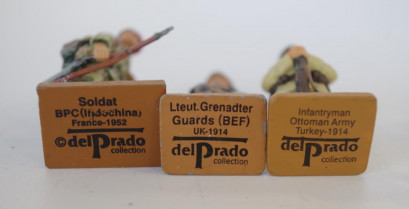 Soldat
BPC(Indochina)
France-1952
©delPrado
collection
Lteut.Grenadter
Guards (BEF)
UK-1914
delPrado
collection
Infantryman
Ottoman Army
Turkey-1914
delPrado
collection